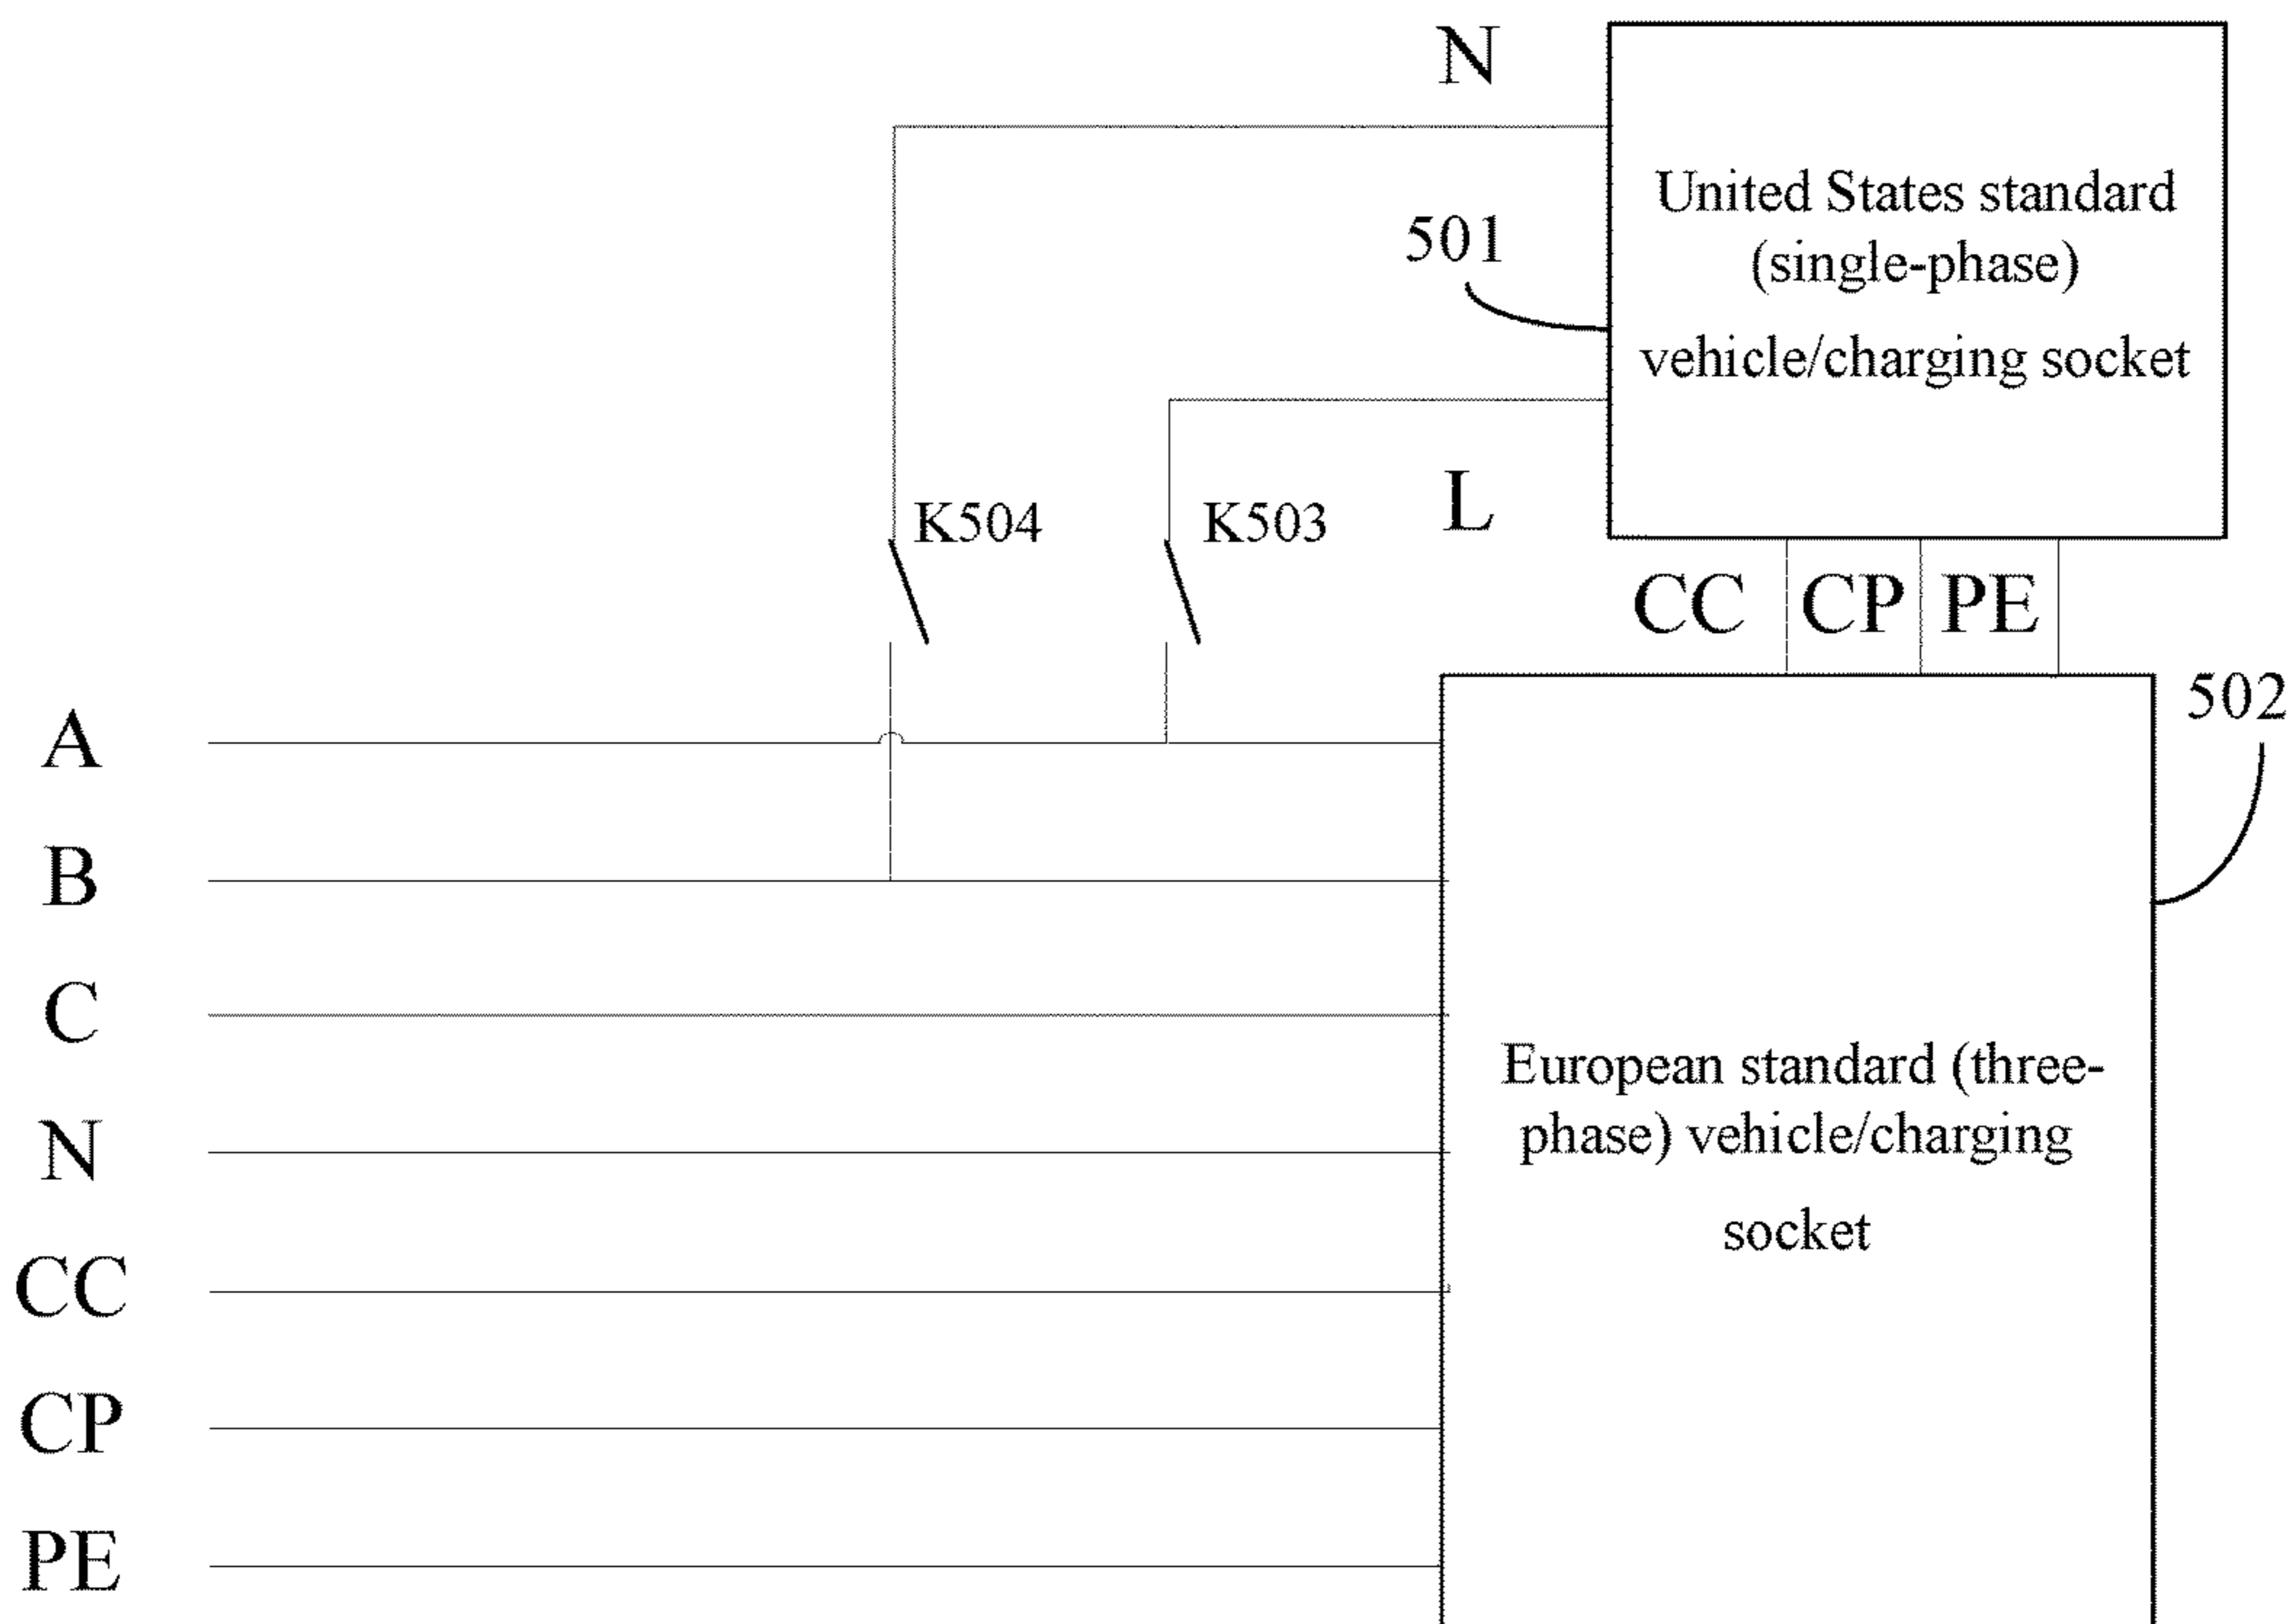 N
United States standard
(single-phase)
vehicle/charging socket
501
L
K504
K503
CC CP PE
502
A
B
C
N
CC
CP
PE
European standard (three-
phase) vehicle/charging
socket